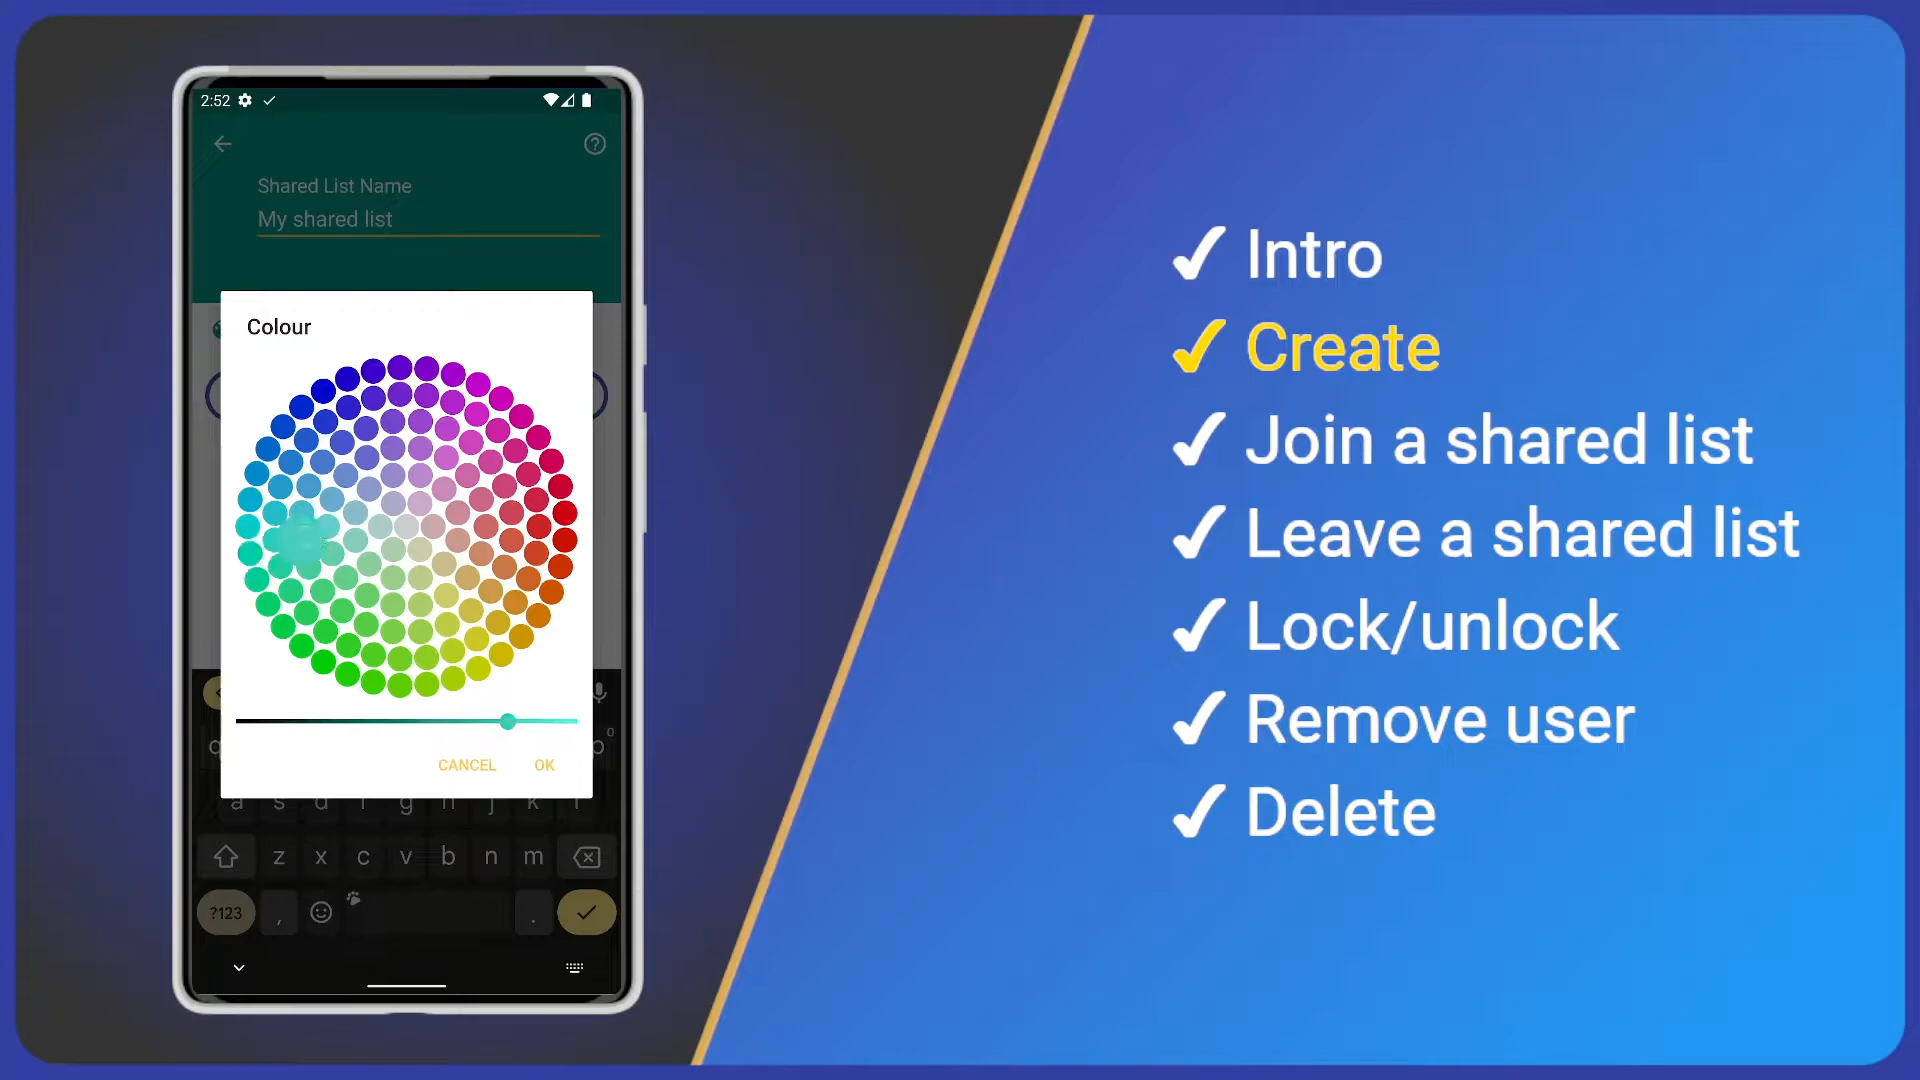 2:52
Shared List Name
My shared list
Colour
CANCEL
OK
a s d f g h j k l
z x c v b n m
?123 , .
Intro
Create
Join a shared list
Leave a shared list
Lock/unlock
Remove user
Delete